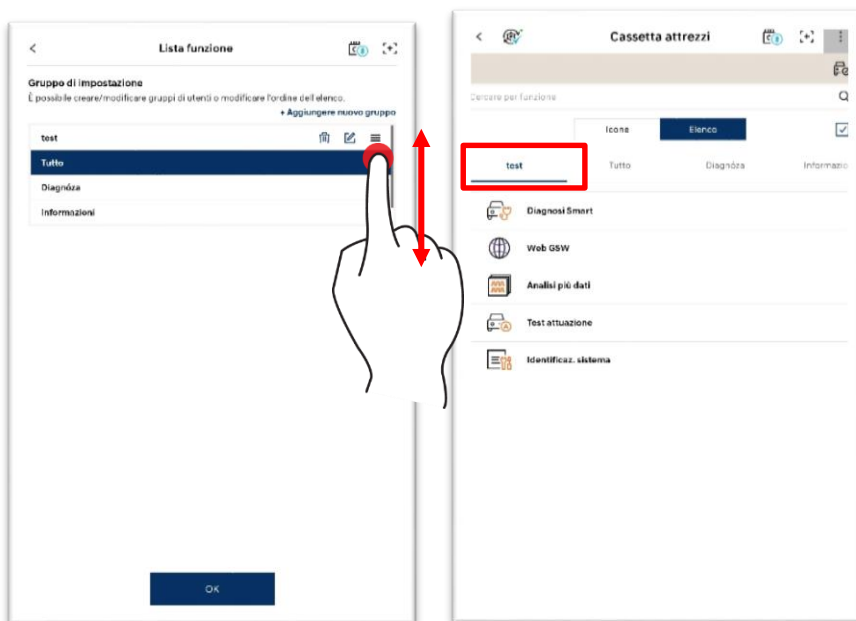 Lista funzione
Gruppo di impostazione
È possibile creare/modificare gruppi di utenti o modificare l'ordine dell elenco.
+ Aggiungere nuovo gruppo
test
Tutto
Diagnóza
Informazioni
OK
Cassetta attrezzi
Cercare per funzione
Icone
Elenco
test
Tutto
Diagnóza
Informazio
Diagnosi Smart
Web GSW
Analisi più dati
Test attuazione
Identificaz. sistema